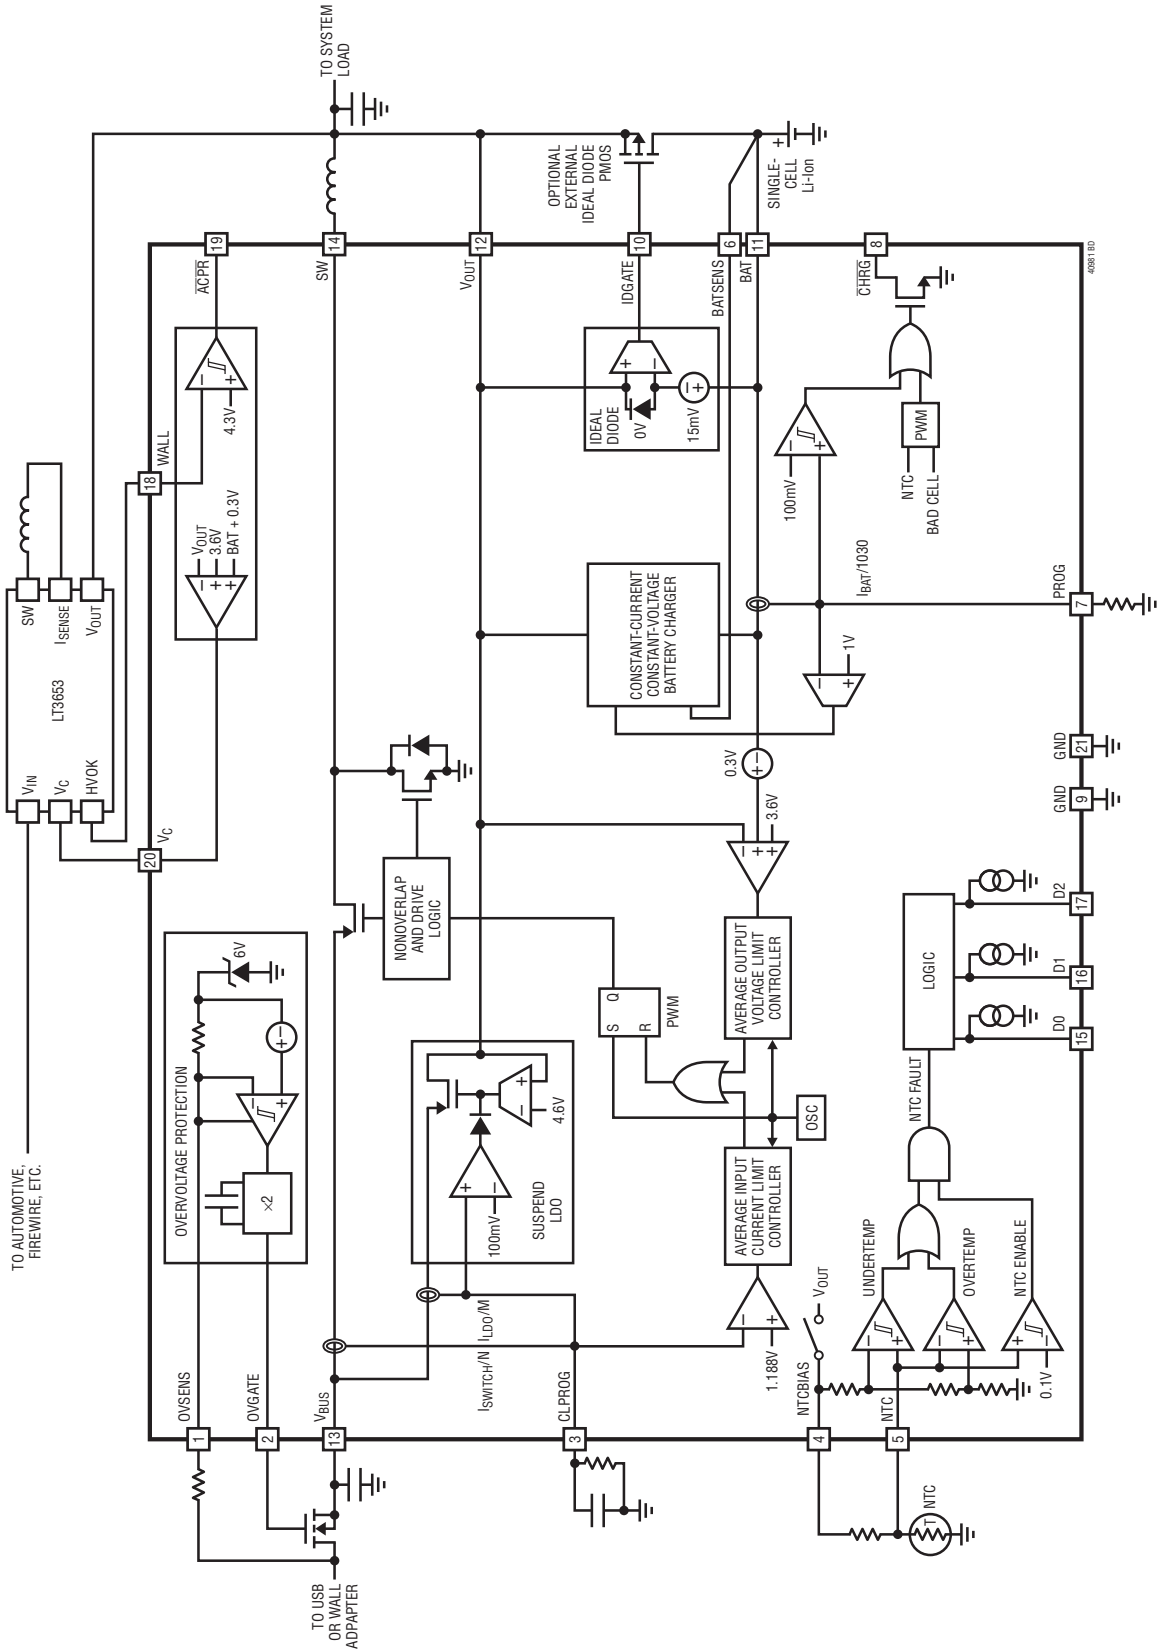 TO AUTOMOTIVE,
FIREWIRE, ETC.
VIN
VC
HVOK
LT3653
SW
ISENSE
VOUT
20
VC
18
WALL
VOUT
3.6V
BAT + 0.3V
−
+
+
−
+
4.3V
19
ACPR
OVERVOLTAGE PROTECTION
×2
−
+
+ −
6V
1
OVSENS
2
OVGATE
13
VBUS
TO USB
OR WALL
ADPAPTER
14
SW
TO SYSTEM
LOAD
NONOVERLAP
AND DRIVE
LOGIC
ISWITCH/N
ILDO/M
+
−
100mV
SUSPEND
LDO
−
+
4.6V
12
VOUT
S
Q
R
PWM
3
CLPROG
−
+
1.188V
AVERAGE INPUT
CURRENT LIMIT
CONTROLLER
OSC
AVERAGE OUTPUT
VOLTAGE LIMIT
CONTROLLER
−
+
+
3.6V
0.3V
+ −
CONSTANT-CURRENT
CONSTANT-VOLTAGE
BATTERY CHARGER
−
+
1V
IDEAL
DIODE
0V
+
−
15mV
− +
10
IDGATE
OPTIONAL
EXTERNAL
IDEAL DIODE
PMOS
6
BATSENS
11
BAT
SINGLE-
CELL
Li-Ion
+
100mV
−
+
IBAT/1030
NTC
BAD CELL
PWM
8
CHRG
4
NTCBIAS
VOUT
5
NTC
T
NTC
−
+
−
+
+
−
0.1V
UNDERTEMP
OVERTEMP
NTC ENABLE
NTC FAULT
LOGIC
15
D0
16
D1
17
D2
9
GND
21
GND
7
PROG
40981 BD